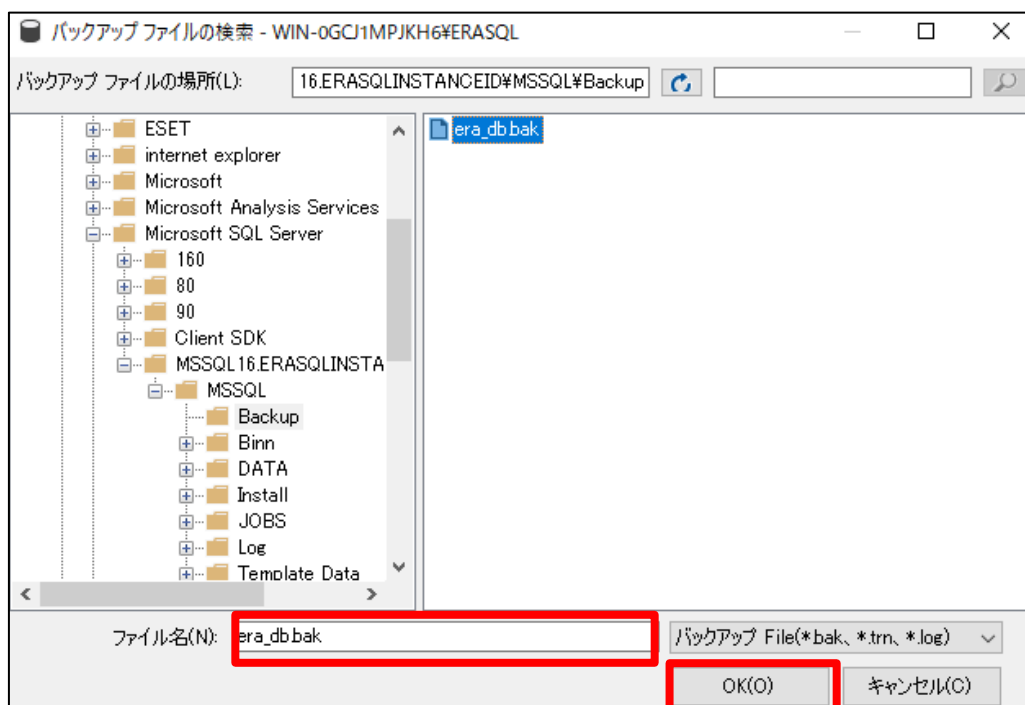 バックアップ ファイルの検索 - WIN-0GCJ1MPJKH6¥ERASQL
バックアップ ファイルの場所(L):
16.ERASQLINSTANCEID¥MSSQL¥Backup
ESET
internet explorer
Microsoft
Microsoft Analysis Services
Microsoft SQL Server
160
80
90
Client SDK
MSSQL16.ERASQLINSTA
MSSQL
Backup
Binn
DATA
Install
JOBS
Log
Template Data
era_db.bak
ファイル名(N):
era_db.bak
バックアップ File(*bak、*.trn、*.log)
OK(O)
キャンセル(C)